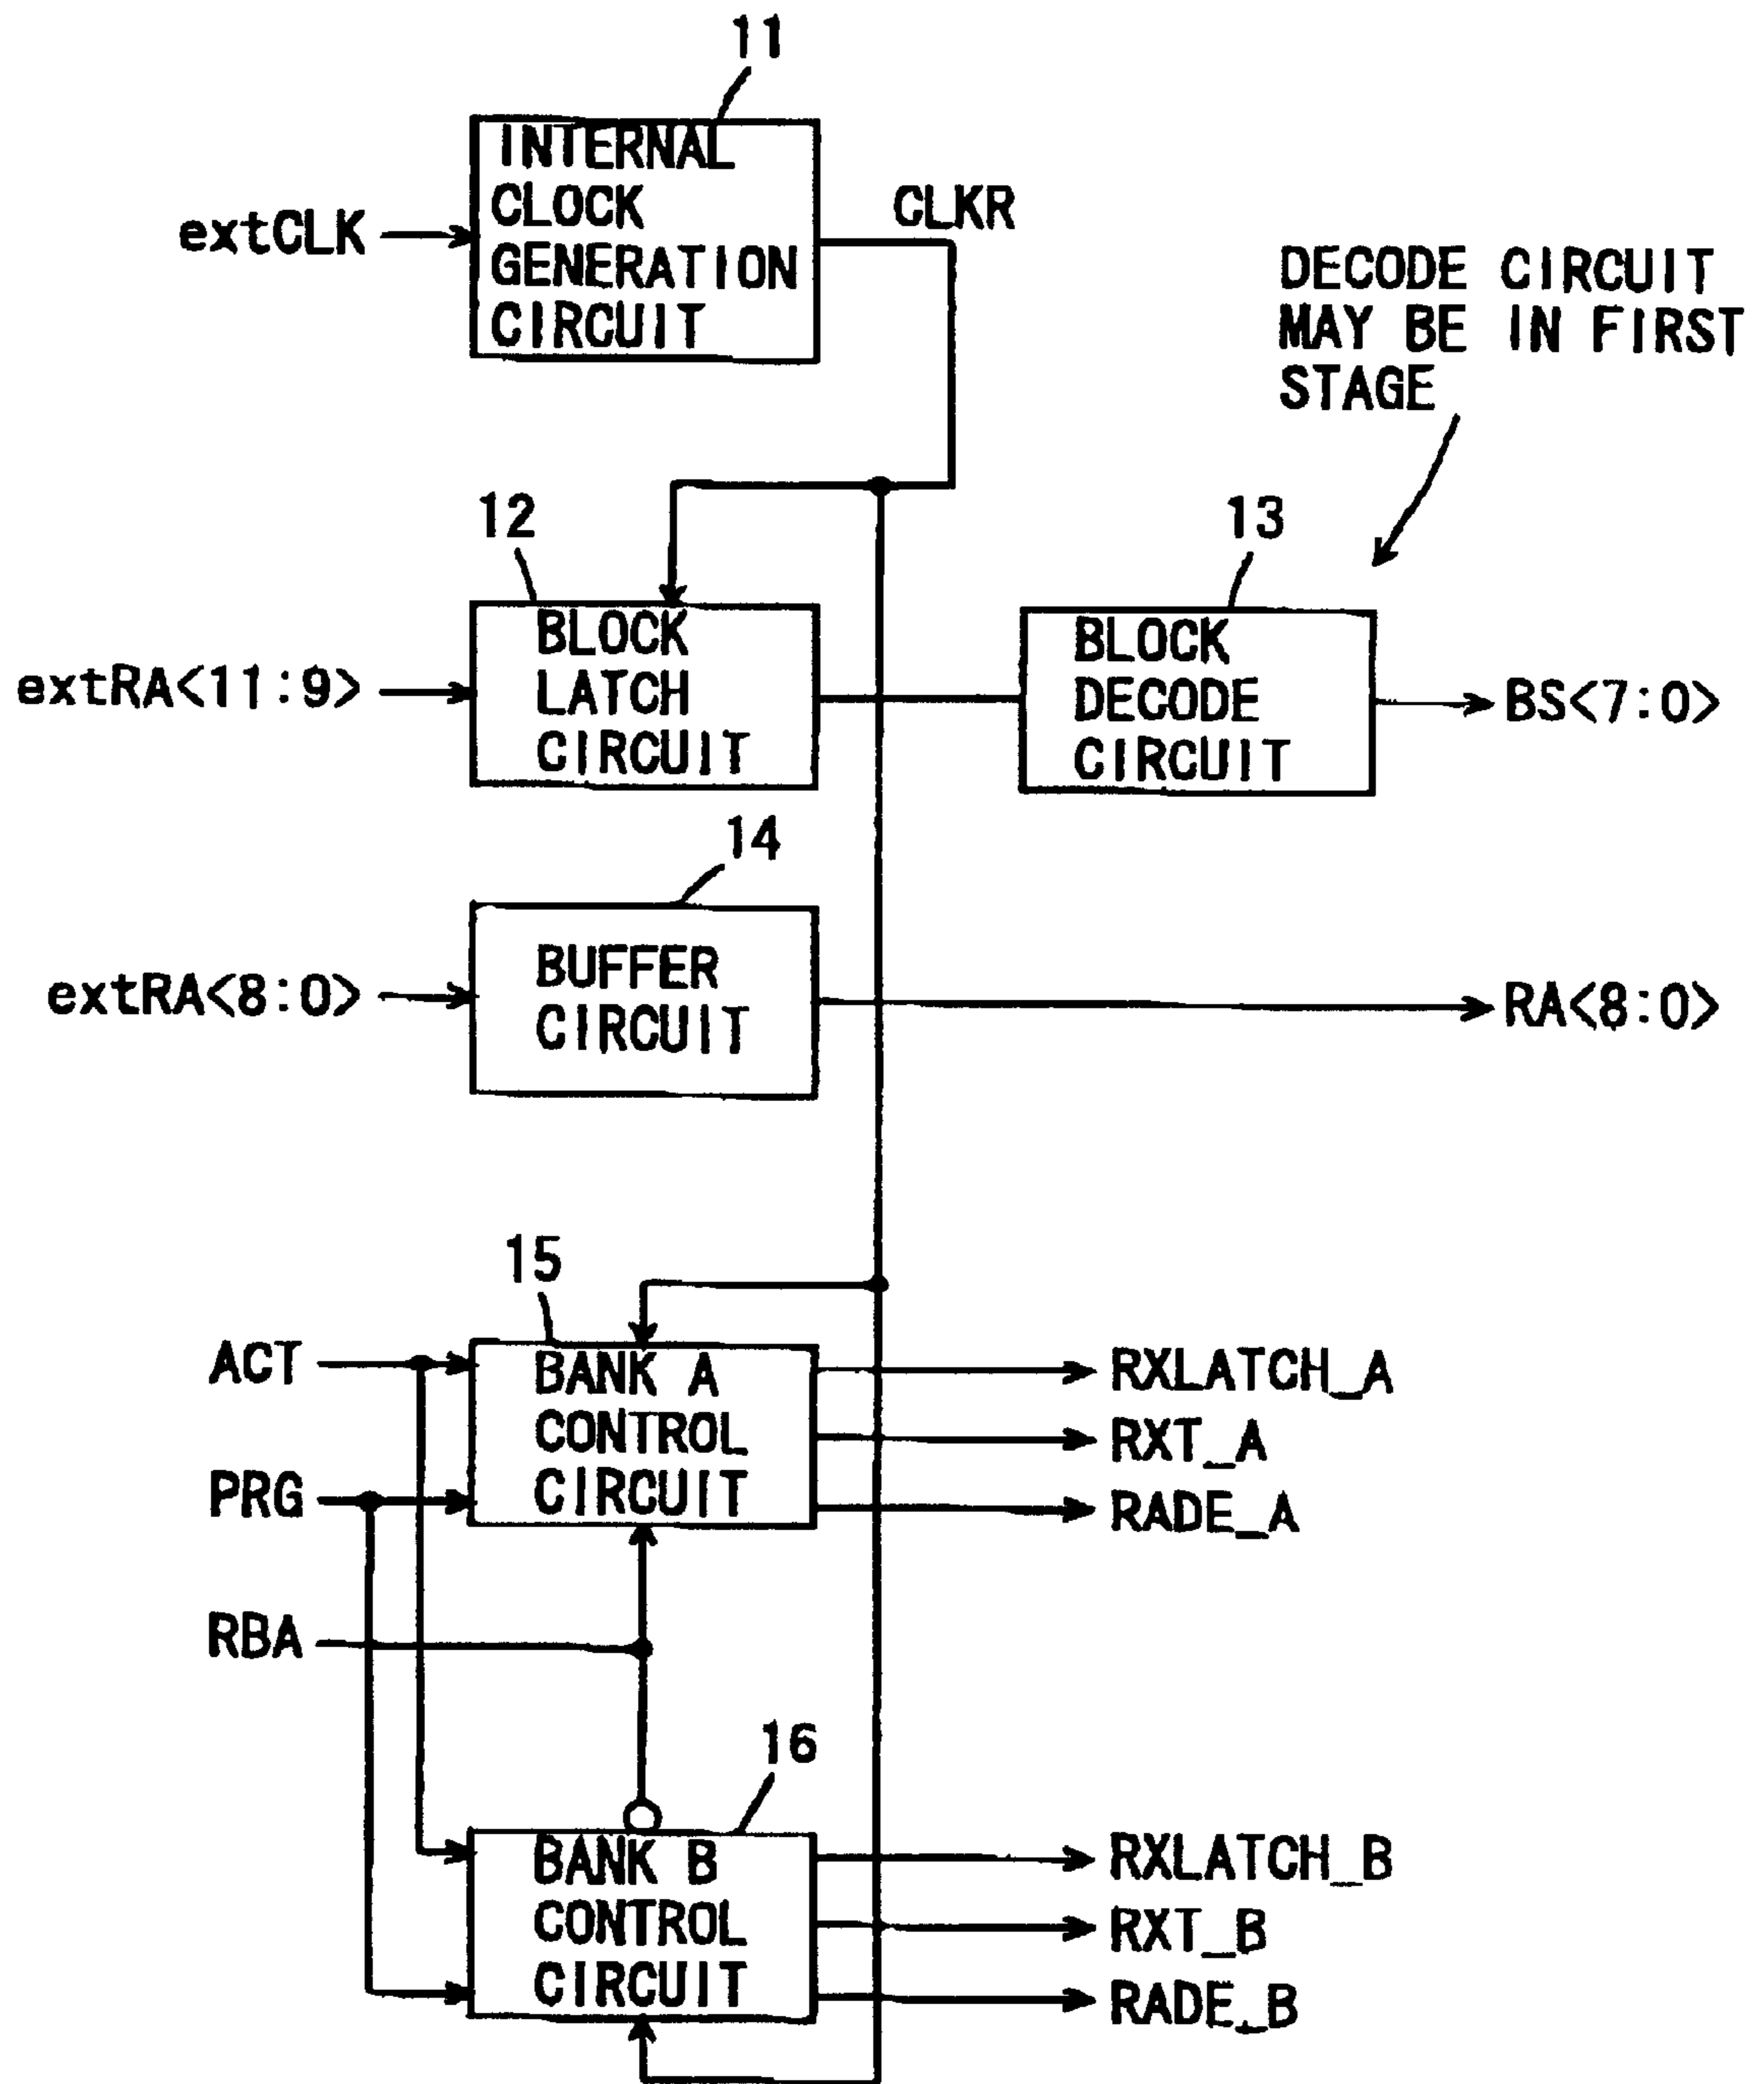 11
INTERNAL
CLOCK
GENERATION
CIRCUIT
extCLK
CLKR
DECODE CIRCUIT
MAY BE IN FIRST
STAGE
12
BLOCK
LATCH
CIRCUIT
extRA<11:9>
13
BLOCK
DECODE
CIRCUIT
BS<7:0>
14
BUFFER
CIRCUIT
extRA<8:0>
RA<8:0>
15
ACT
PRG
RBA
BANK A
CONTROL
CIRCUIT
RXLATCH_A
RXT_A
RADE_A
16
BANK B
CONTROL
CIRCUIT
RXLATCH_B
RXT_B
RADE_B